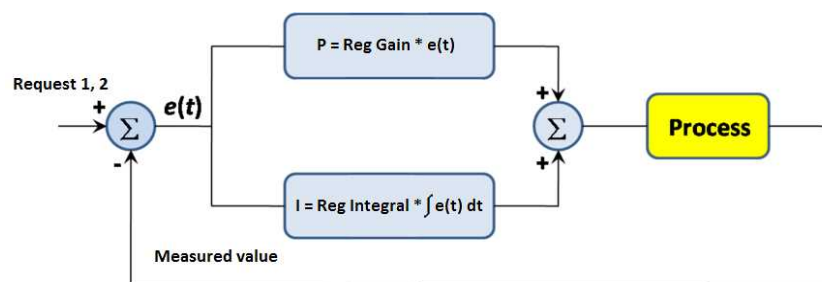 P = Reg Gain * e(t)
Request 1, 2
+
e(t)
Σ
-
+
Σ
+
Process
I = Reg Integral * ∫ e(t) dt
Measured value